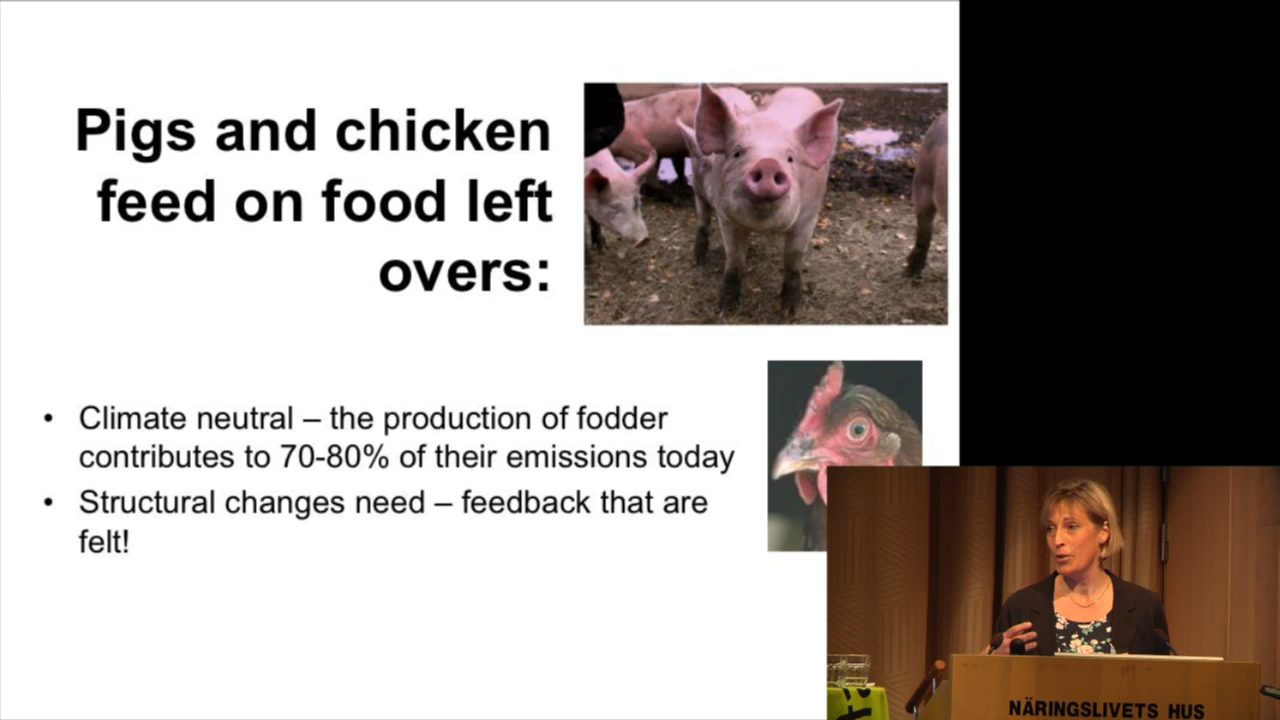 Pigs and chicken
feed on food left
overs:
• Climate neutral – the production of fodder
contributes to 70-80% of their emissions today
• Structural changes need – feedback that are
felt!
NÄRINGSLIVETS HUS